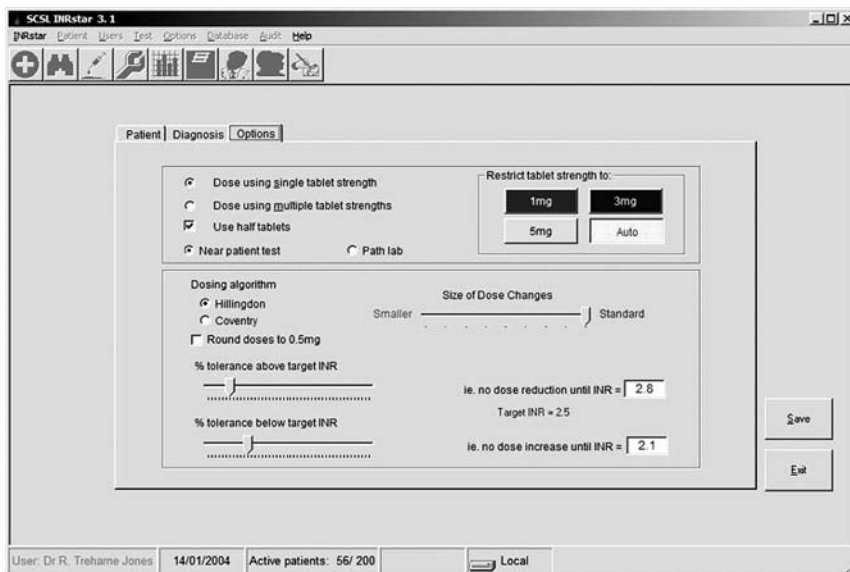 SCSL INRstar 3.1
INRstar Patient Users Test Options Database Audit Help
Patient Diagnosis Options
Dose using single tablet strength
Dose using multiple tablet strengths
Use half tablets
Near patient test Path lab
Restrict tablet strength to:
1mg 3mg
5mg Auto
Dosing algorithm
Hillingdon
Coventry
Round doses to 0.5mg
Size of Dose Changes
Smaller Standard
% tolerance above target INR
ie. no dose reduction until INR = 2.8
Target INR = 2.5
% tolerance below target INR
ie. no dose increase until INR = 2.1
Save
Exit
User: Dr R. Treharne Jones 14/01/2004 Active patients: 56/ 200 Local